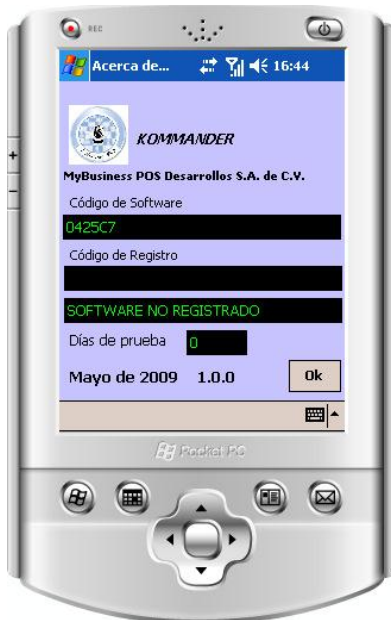 REC
Acerca de... 16:44
KOMMANDER
MyBusiness POS Desarrollos S.A. de C.V.
Código de Software
0425C7
Código de Registro
SOFTWARE NO REGISTRADO
Días de prueba 0
Mayo de 2009 1.0.0 Ok
Pocket PC